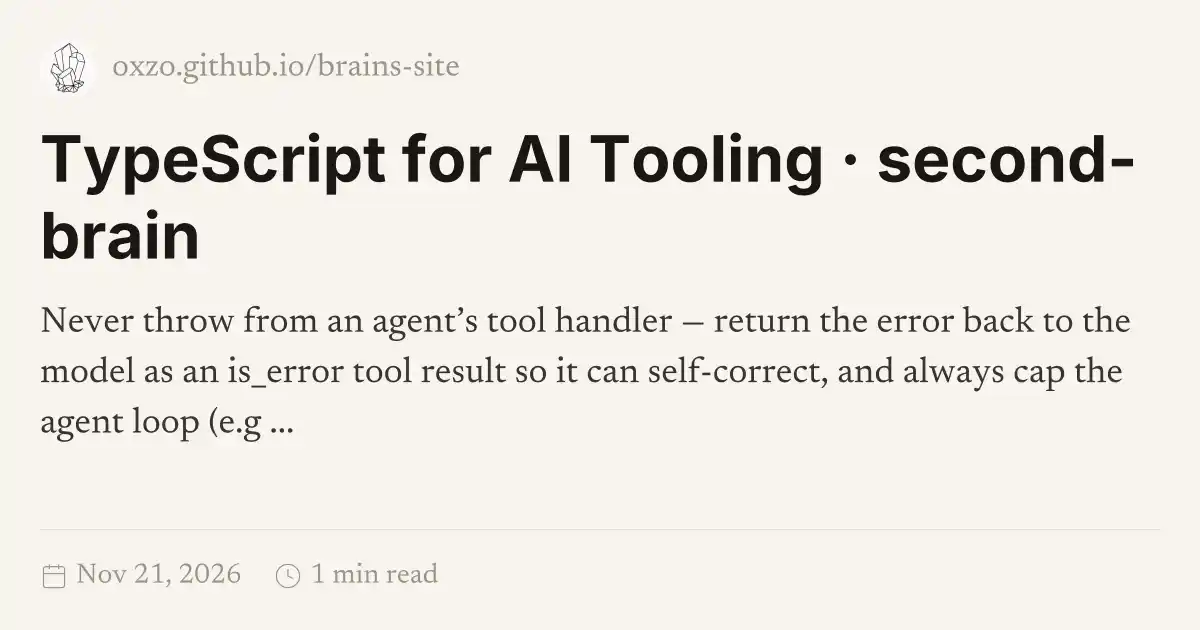 oxzo.github.io/brains-site
TypeScript for AI Tooling · second-
brain
Never throw from an agent’s tool handler — return the error back to the
model as an is_error tool result so it can self-correct, and always cap the
agent loop (e.g ...
Nov 21, 2026 1 min read